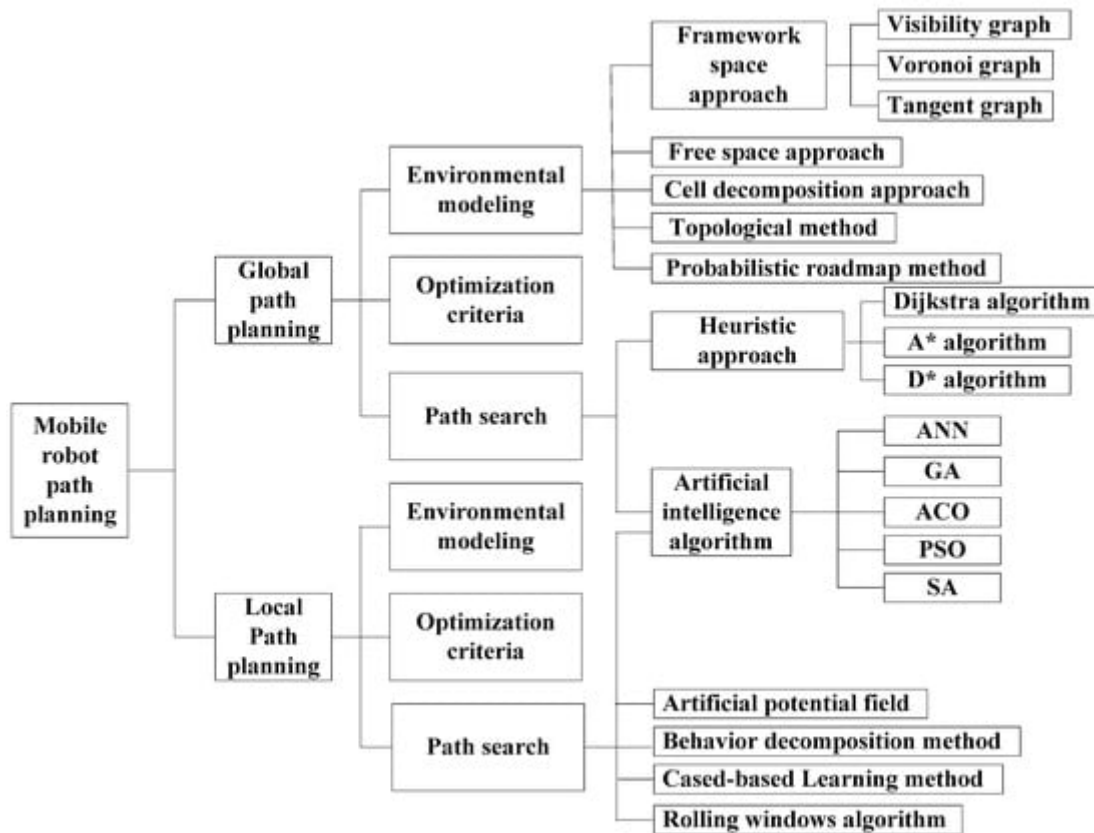 Mobile
robot
path
planning
Global
path
planning
Local
Path
planning
Environmental
modeling
Optimization
criteria
Path search
Environmental
modeling
Optimization
criteria
Path search
Framework
space
approach
Free space approach
Cell decomposition approach
Topological method
Probabilistic roadmap method
Heuristic
approach
Artificial
intelligence
algorithm
Artificial potential field
Behavior decomposition method
Cased-based Learning method
Rolling windows algorithm
Visibility graph
Voronoi graph
Tangent graph
Dijkstra algorithm
A* algorithm
D* algorithm
ANN
GA
ACO
PSO
SA